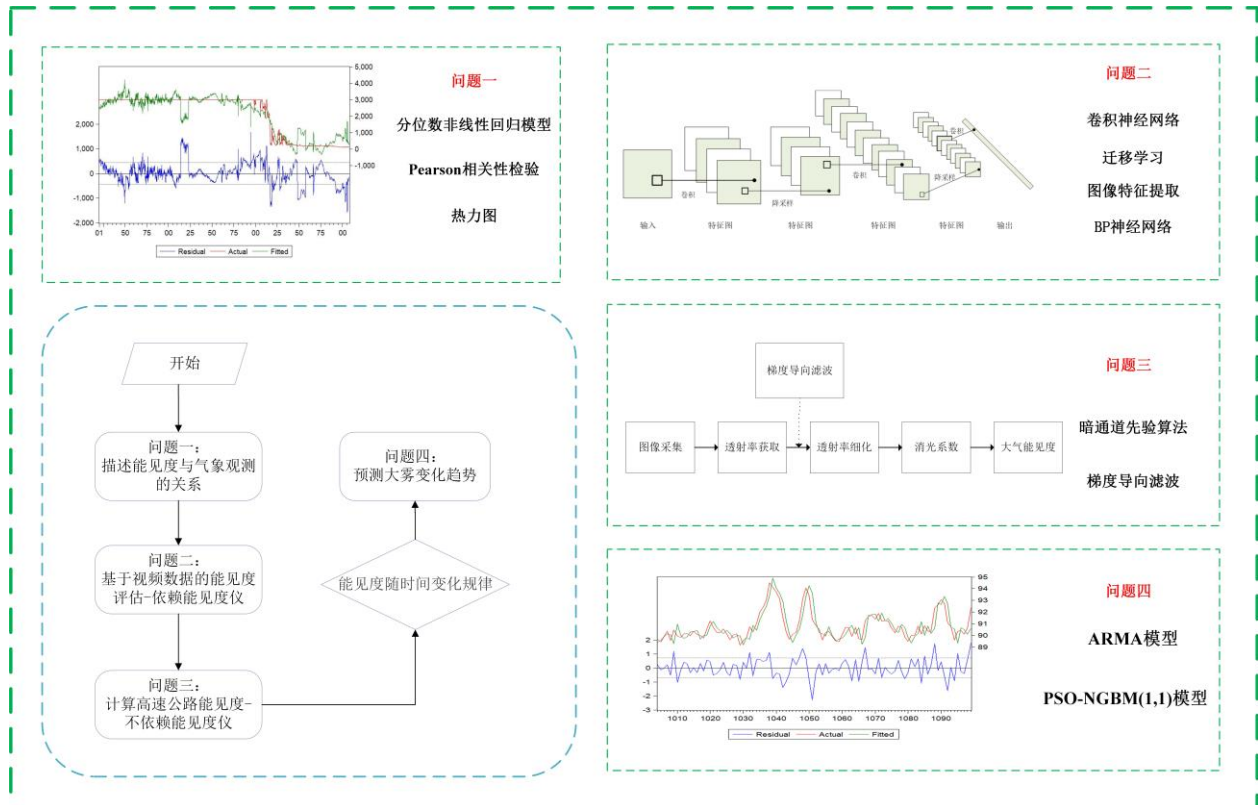 问题一
分位数非线性回归模型
Pearson相关性检验
热力图
5,000
4,000
3,000
2,000
1,000
0
-1,000
2,000
1,000
0
-1,000
-2,000
01 50 75 00 25 50 75 00 25 50 75 00
Residual Actual Fitted
问题二
卷积神经网络
迁移学习
图像特征提取
BP神经网络
卷积
降采样
卷积
降采样
卷积
输入 特征图 特征图 特征图 特征图 输出
开始
问题一：
描述能见度与气象观测
的关系
问题二：
基于视频数据的能见度
评估-依赖能见度仪
问题三：
计算高速公路能见度-
不依赖能见度仪
能见度随时间变化规律
问题四：
预测大雾变化趋势
问题三
暗通道先验算法
梯度导向滤波
梯度导向滤波
图像采集 透射率获取 透射率细化 消光系数 大气能见度
问题四
ARMA模型
PSO-NGBM(1,1)模型
95
94
93
92
91
90
89
2
1
0
-1
-2
-3
1010 1020 1030 1040 1050 1060 1070 1080 1090
Residual Actual Fitted